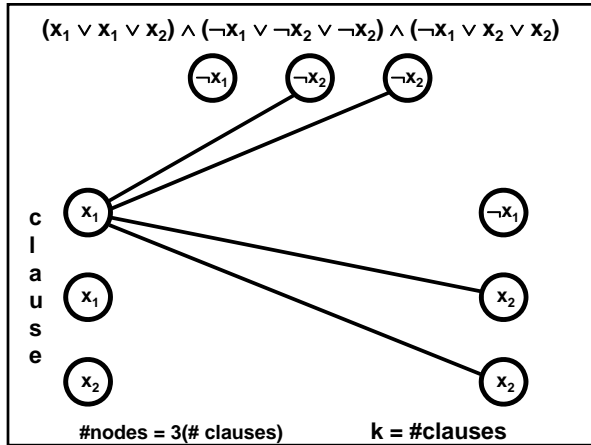 (x₁ ∨ x₁ ∨ x₂) ∧ (¬x₁ ∨ ¬x₂ ∨ ¬x₂) ∧ (¬x₁ ∨ x₂ ∨ x₂)
¬x₁ ¬x₂ ¬x₂
clause
x₁ ¬x₁
x₁ x₂
x₂ x₂
#nodes = 3(# clauses) k = #clauses